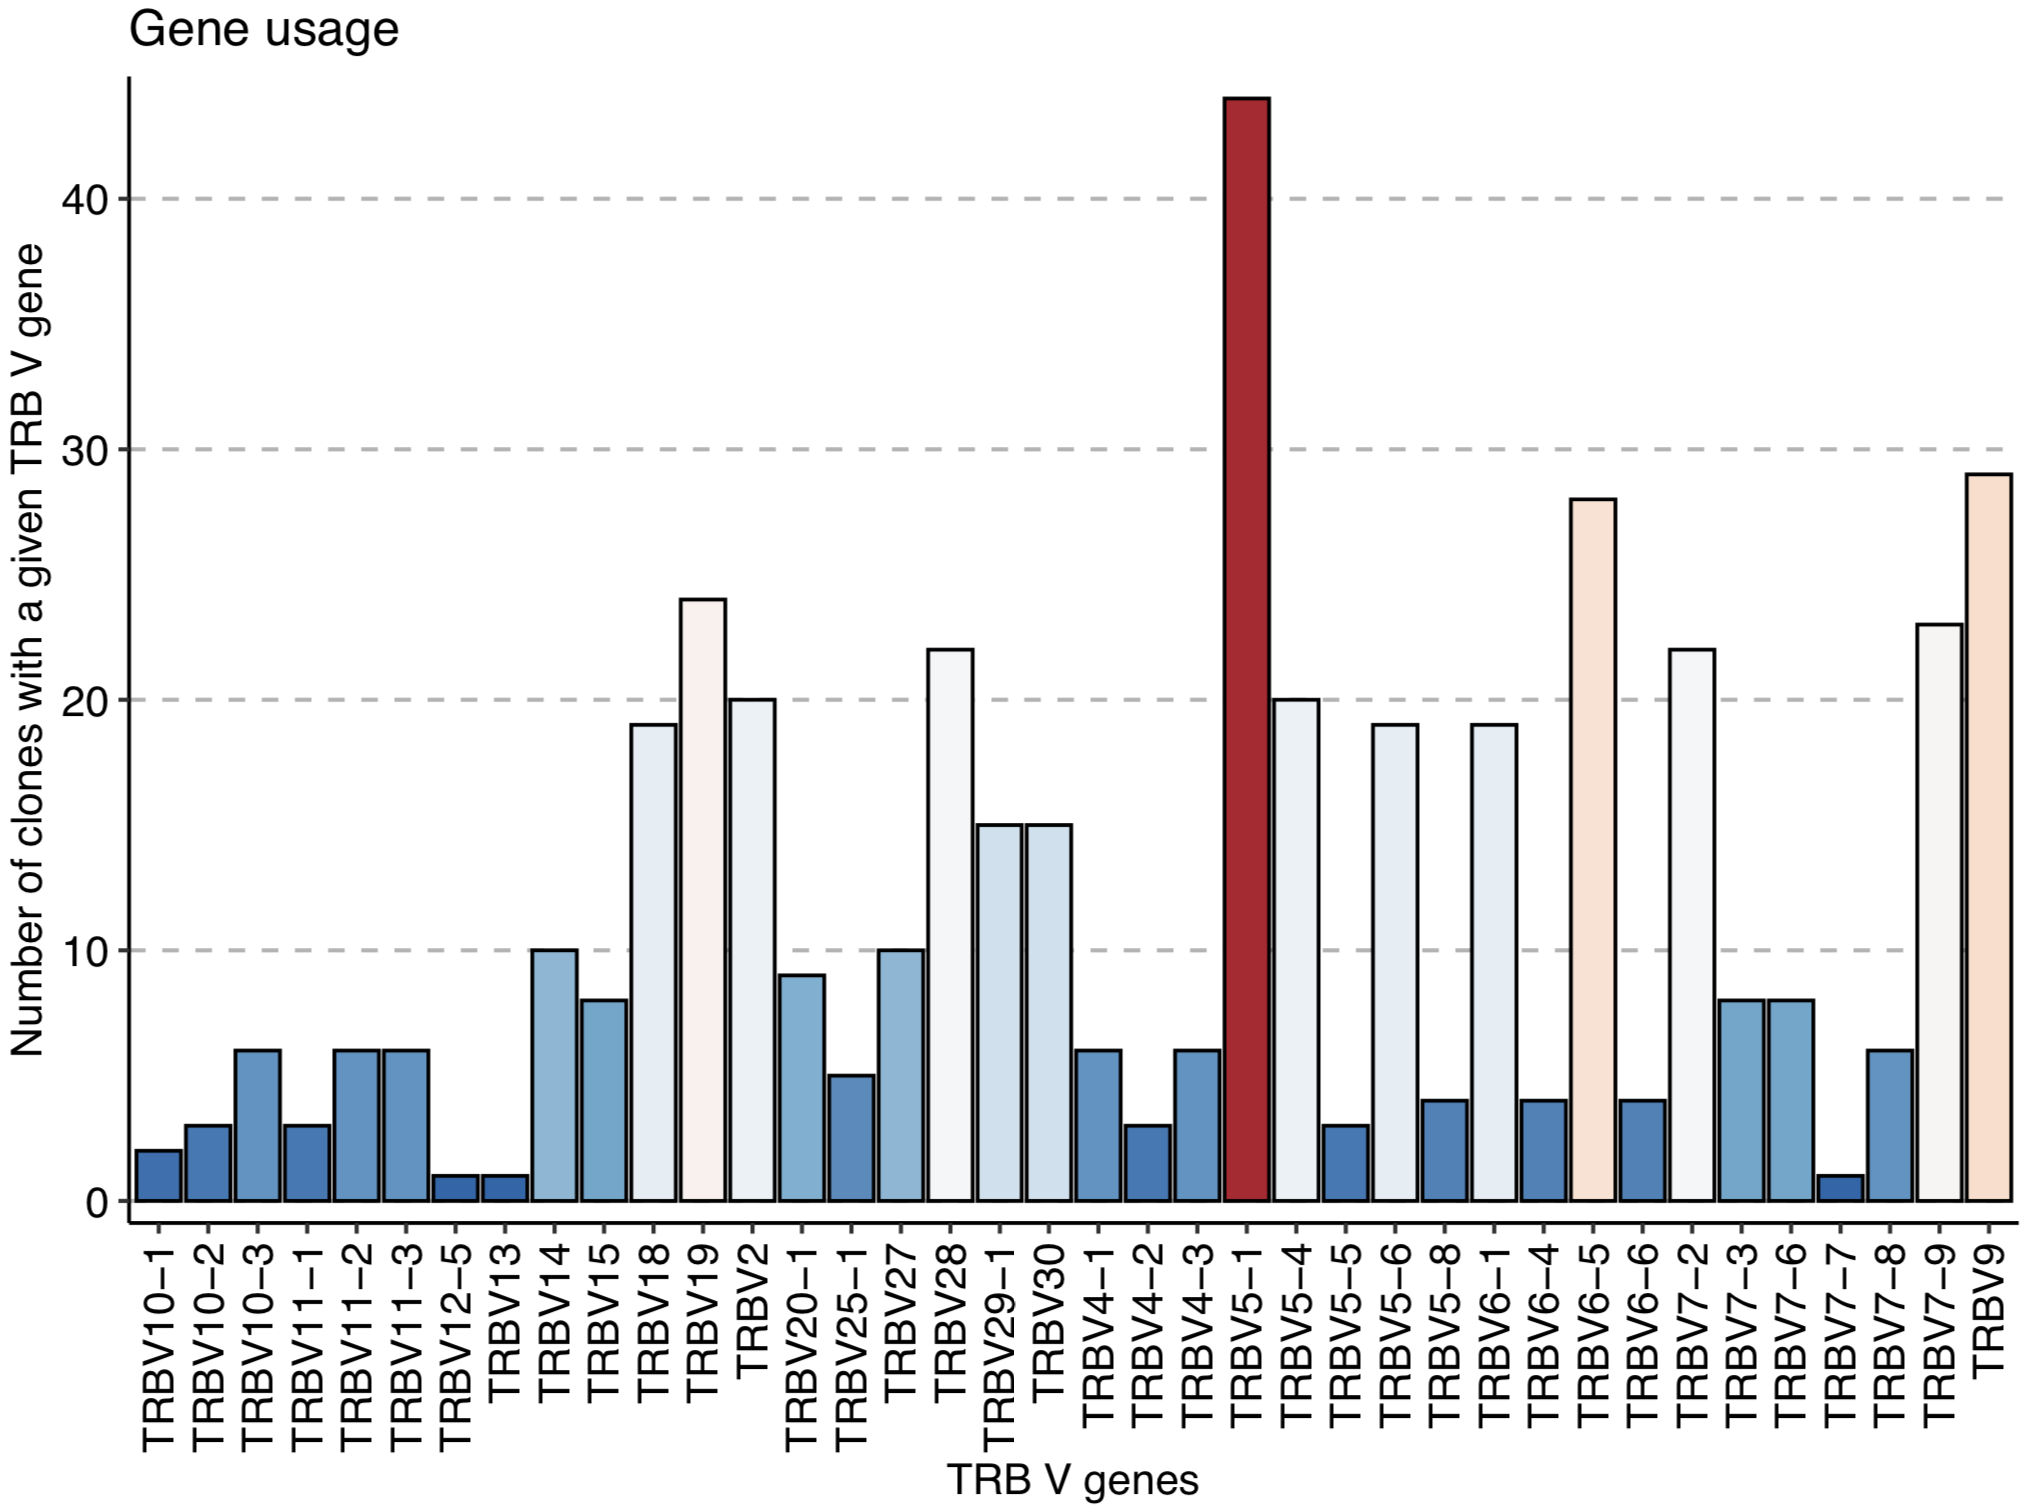 Gene usage
Number of clones with a given TRB V gene
40
30
20
10
0
TRBV10−1
TRBV10−2
TRBV10−3
TRBV11−1
TRBV11−2
TRBV11−3
TRBV12−5
TRBV13
TRBV14
TRBV15
TRBV18
TRBV19
TRBV2
TRBV20−1
TRBV25−1
TRBV27
TRBV28
TRBV29−1
TRBV30
TRBV4−1
TRBV4−2
TRBV4−3
TRBV5−1
TRBV5−4
TRBV5−5
TRBV5−6
TRBV5−8
TRBV6−1
TRBV6−4
TRBV6−5
TRBV6−6
TRBV7−2
TRBV7−3
TRBV7−6
TRBV7−7
TRBV7−8
TRBV7−9
TRBV9
TRB V genes